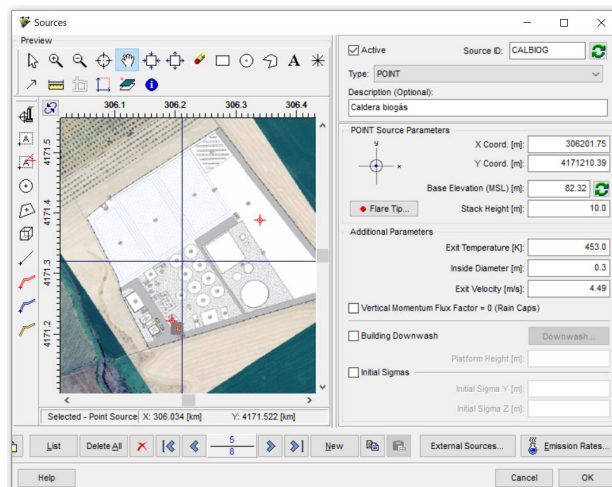 Sources
Preview
A
306.1 306.2 306.3 306.4
4171.5
4171.4
4171.3
4171.2
A
A
Selected - Point Source X: 306.034 [km] Y: 4171.522 [km]
Active Source ID: CALBIOG
Type: POINT
Description (Optional):
Caldera biogás
POINT Source Parameters
y
x
X Coord. [m]: 306201.75
Y Coord. [m]: 4171210.39
Base Elevation (MSL) [m]: 82.32
Flare Tip... Stack Height [m]: 10.0
Additional Parameters
Exit Temperature [K]: 453.0
Inside Diameter [m]: 0.3
Exit Velocity [m/s]: 4.49
Vertical Momentum Flux Factor = 0 (Rain Caps)
Building Downwash Downwash...
Platform Height [m]:
Initial Sigmas
Initial Sigma Y [m]:
Initial Sigma Z [m]:
List Delete All 5 New External Sources... Emission Rates...
8
Help Cancel OK